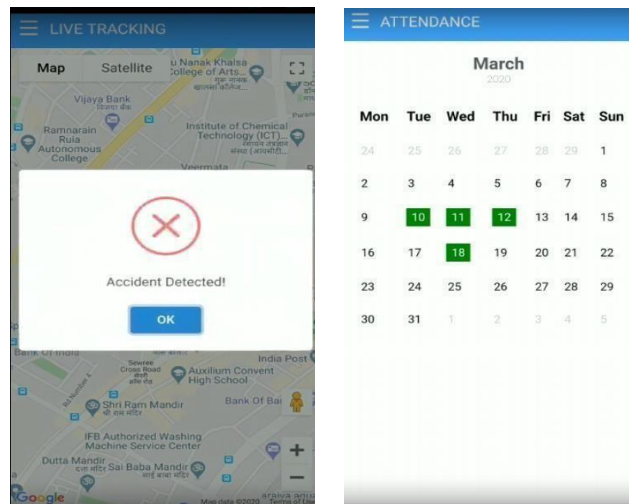 LIVE TRACKING
Map
Satellite
u Nanak Khalsa
College of Arts...
Vijaya Bank
विजया बँक
Ramnarain
Ruia
Autonomous
College
Institute of Chemical
Technology (ICT)...
Veermata
Accident Detected!
OK
Bank Of India
Sewree
Cross Road
India Post
Auxilium Convent
High School
Shri Ram Mandir
श्री राम मंदिर
Bank Of Bar
IFB Authorized Washing
Machine Service Center
Dutta Mandir
Sai Baba Mandir
साई बाबा मंदिर
Google
Map data ©2020
Terms of Use
ATTENDANCE
March
2020
Mon Tue Wed Thu Fri Sat Sun
24 25 26 27 28 29 1
2 3 4 5 6 7 8
9 10 11 12 13 14 15
16 17 18 19 20 21 22
23 24 25 26 27 28 29
30 31 1 2 3 4 5